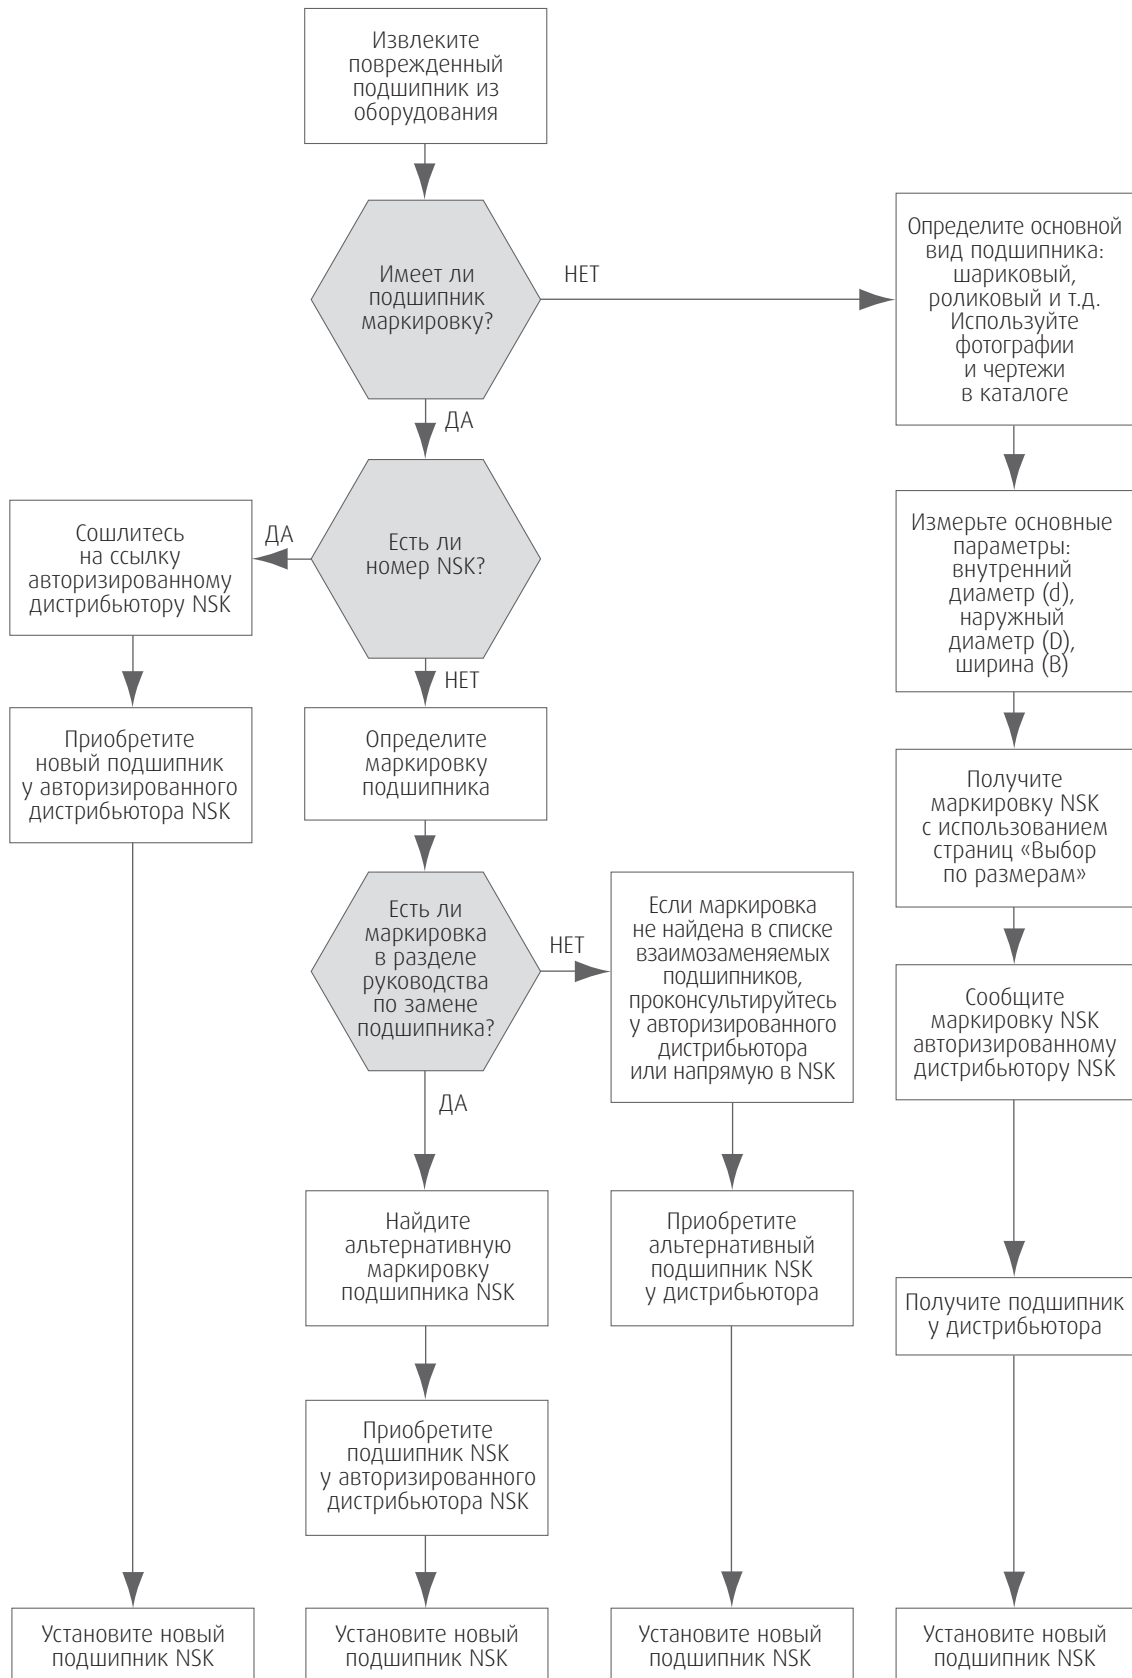 Извлеките
поврежденный
подшипник из
оборудования
Имеет ли
подшипник
маркировку?
НЕТ
Определите основной
вид подшипника:
шариковый,
роликовый и т.д.
Используйте
фотографии
и чертежи
в каталоге
ДА
Есть ли
номер NSK?
ДА
Сошлитесь
на ссылку
авторизированному
дистрибьютору NSK
Измерьте основные
параметры:
внутренний
диаметр (d),
наружный
диаметр (D),
ширина (B)
НЕТ
Приобретите
новый подшипник
у авторизированного
дистрибьютора NSK
Определите
маркировку
подшипника
Получите
маркировку NSK
с использованием
страниц «Выбор
по размерам»
Есть ли
маркировка
в разделе
руководства
по замене
подшипника?
НЕТ
Если маркировка
не найдена в списке
взаимозаменяемых
подшипников,
проконсультируйтесь
у авторизированного
дистрибьютора
или напрямую в NSK
Сообщите
маркировку NSK
авторизированному
дистрибьютору NSK
ДА
Найдите
альтернативную
маркировку
подшипника NSK
Приобретите
альтернативный
подшипник NSK
у дистрибьютора
Получите подшипник
у дистрибьютора
Приобретите
подшипник NSK
у авторизированного
дистрибьютора NSK
Установите новый
подшипник NSK
Установите новый
подшипник NSK
Установите новый
подшипник NSK
Установите новый
подшипник NSK